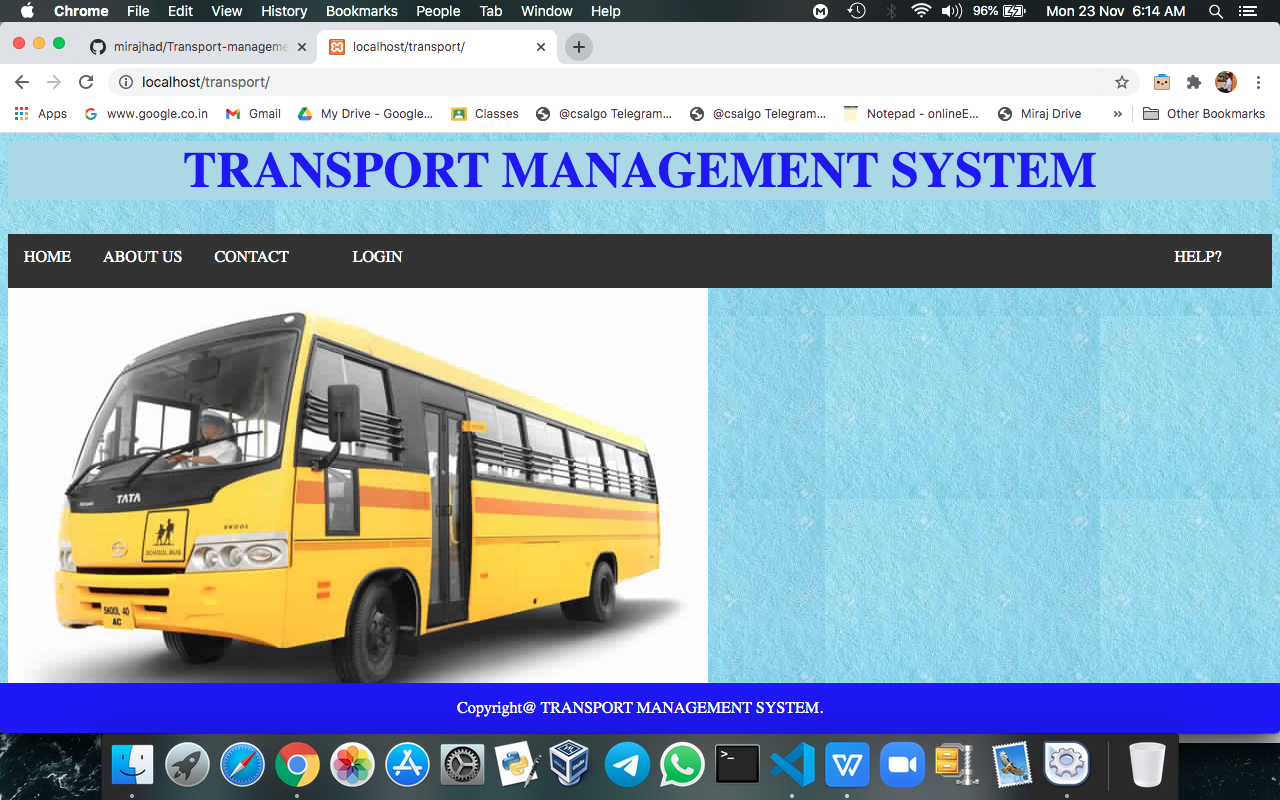 Chrome File Edit View History Bookmarks People Tab Window Help 96% Mon 23 Nov 6:14 AM
mirajhad/Transport-manageme localhost/transport/
localhost/transport/
Apps www.google.co.in Gmail My Drive - Google... Classes @csalgo Telegram... @csalgo Telegram... Notepad - onlineE... Miraj Drive » Other Bookmarks
TRANSPORT MANAGEMENT SYSTEM
HOME ABOUT US CONTACT LOGIN HELP?
TATA
SKOOL
SCHOOL BUS
SKOOL 40
AC
Copyright@ TRANSPORT MANAGEMENT SYSTEM.